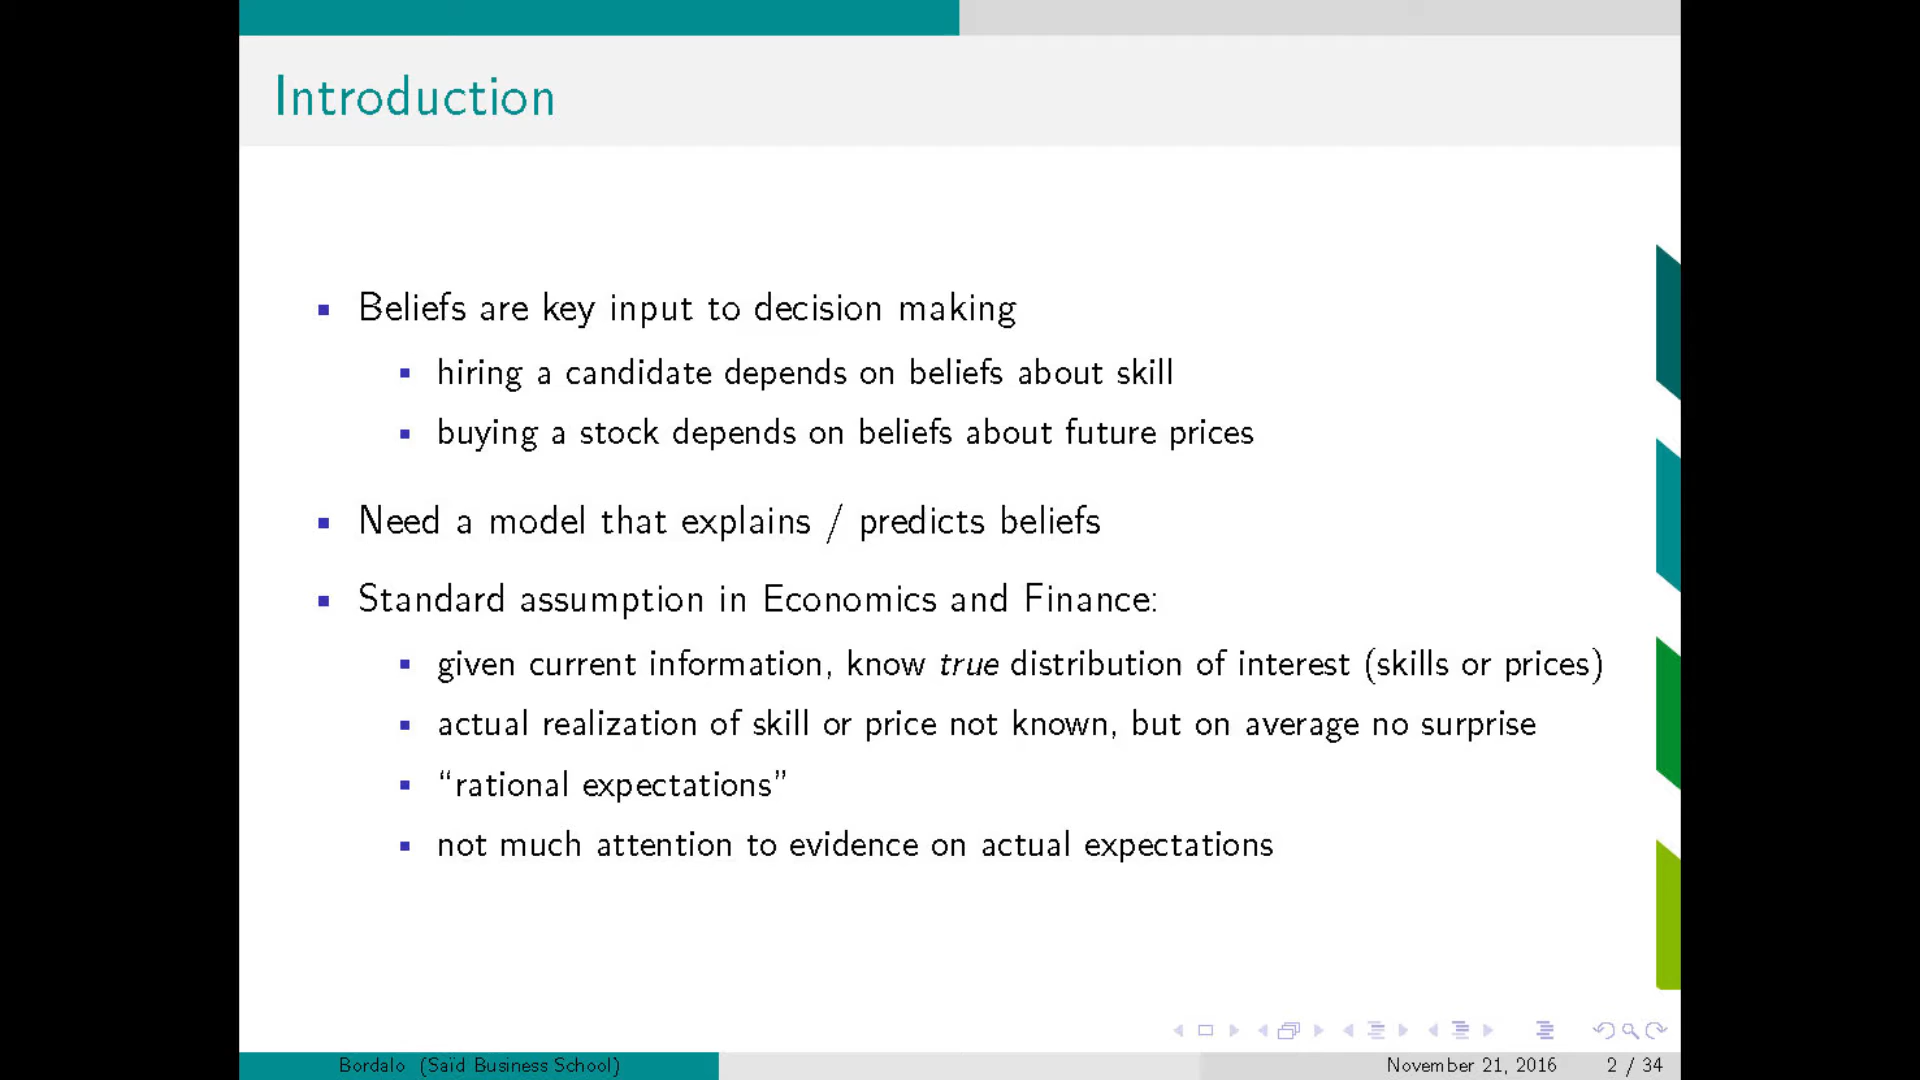 Introduction
Beliefs are key input to decision making
hiring a candidate depends on beliefs about skill
buying a stock depends on beliefs about future prices
Need a model that explains / predicts beliefs
Standard assumption in Economics and Finance:
given current information, know true distribution of interest (skills or prices)
actual realization of skill or price not known, but on average no surprise
“rational expectations”
not much attention to evidence on actual expectations
Bordalo (Saïd Business School)
November 21, 2016
2 / 34